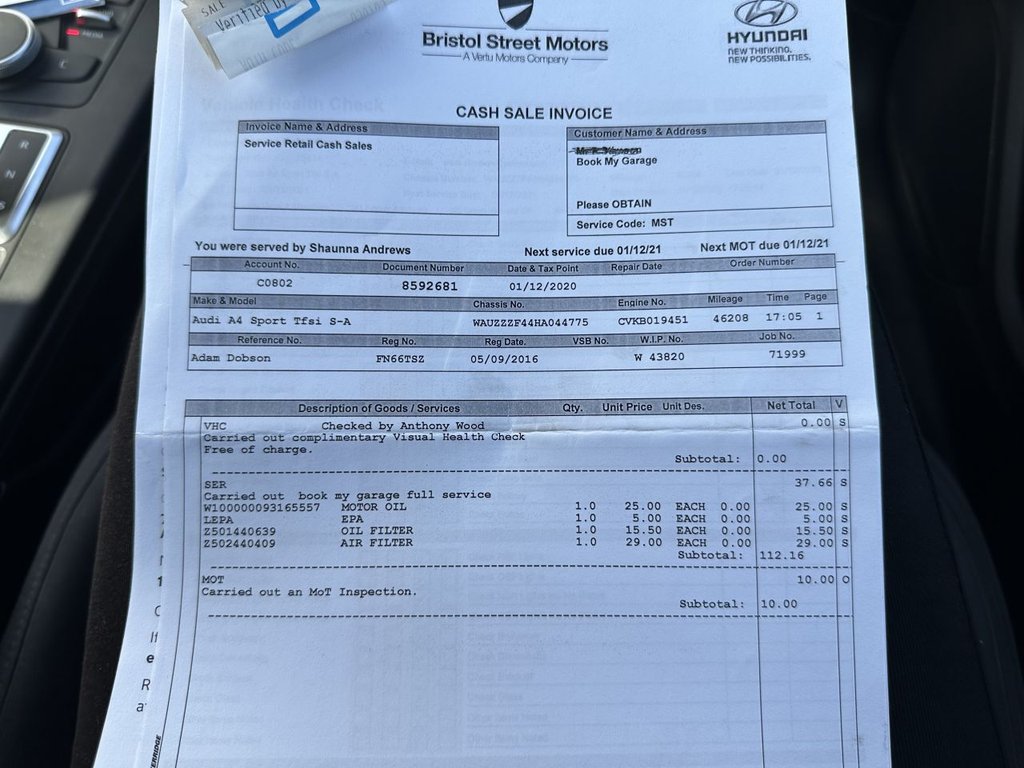 SALE
Verified by
Bristol Street Motors
A Vertu Motors Company
HYUNDAI
NEW THINKING.
NEW POSSIBILITIES.
CASH SALE INVOICE
Invoice Name & Address
Service Retail Cash Sales
Customer Name & Address
Book My Garage
Please OBTAIN
Service Code: MST
You were served by Shaunna Andrews Next service due 01/12/21 Next MOT due 01/12/21
Account No. Document Number Date & Tax Point Repair Date Order Number
C0802 8592681 01/12/2020
Make & Model Chassis No. Engine No. Mileage Time Page
Audi A4 Sport Tfsi S-A WAUZZZF44HA044775 CVKB019451 46208 17:05 1
Reference No. Reg No. Reg Date. VSB No. W.I.P. No. Job No.
Adam Dobson FN66TSZ 05/09/2016 W 43820 71999
Description of Goods / Services Qty. Unit Price Unit Des. Net Total V
VHC Checked by Anthony Wood 0.00 S
Carried out complimentary Visual Health Check
Free of charge.
Subtotal: 0.00
SER 37.66 S
Carried out book my garage full service
W100000093165557 MOTOR OIL 1.0 25.00 EACH 0.00 25.00 S
LEPA EPA 1.0 5.00 EACH 0.00 5.00 S
Z501440639 OIL FILTER 1.0 15.50 EACH 0.00 15.50 S
Z502440409 AIR FILTER 1.0 29.00 EACH 0.00 29.00 S
Subtotal: 112.16
MOT 10.00 O
Carried out an MoT Inspection.
Subtotal: 10.00
R
N